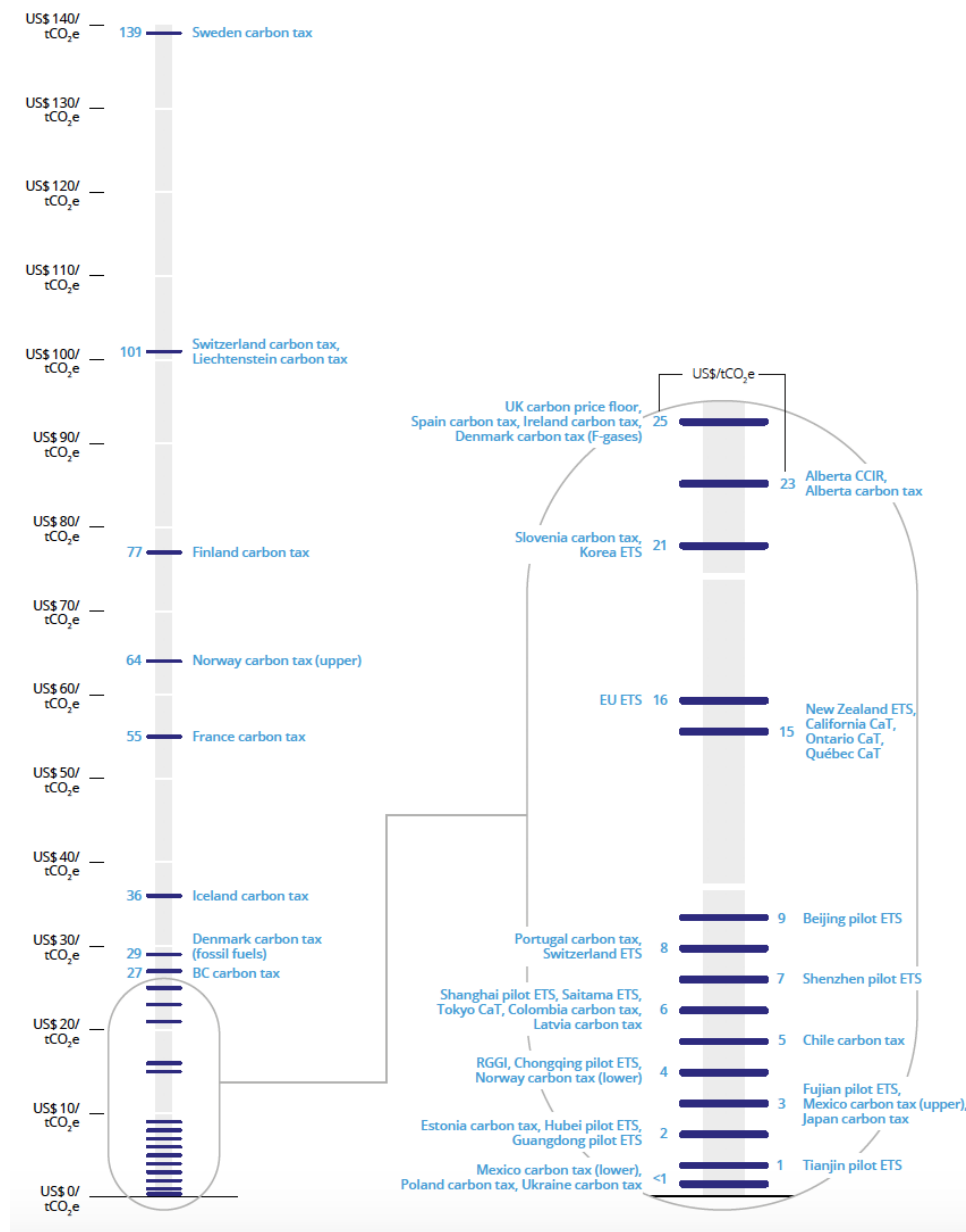 US$ 140/
tCO₂e
139 Sweden carbon tax
US$ 130/
tCO₂e
US$ 120/
tCO₂e
US$ 110/
tCO₂e
US$ 100/
tCO₂e
101 Switzerland carbon tax,
Liechtenstein carbon tax
US$ 90/
tCO₂e
US$ 80/
tCO₂e
77 Finland carbon tax
US$ 70/
tCO₂e
64 Norway carbon tax (upper)
US$ 60/
tCO₂e
55 France carbon tax
US$ 50/
tCO₂e
US$ 40/
tCO₂e
36 Iceland carbon tax
US$ 30/
tCO₂e
Denmark carbon tax
29 (fossil fuels)
27 BC carbon tax
US$ 20/
tCO₂e
US$ 10/
tCO₂e
US$ 0/
tCO₂e
US$/tCO₂e
UK carbon price floor,
Spain carbon tax, Ireland carbon tax, 25
Denmark carbon tax (F-gases)
23 Alberta CCIR,
Alberta carbon tax
Slovenia carbon tax,
Korea ETS 21
EU ETS 16
New Zealand ETS,
15 California CaT,
Ontario CaT,
Québec CaT
9 Beijing pilot ETS
Portugal carbon tax,
Switzerland ETS 8
7 Shenzhen pilot ETS
Shanghai pilot ETS, Saitama ETS,
Tokyo CaT, Colombia carbon tax, 6
Latvia carbon tax
5 Chile carbon tax
RGGI, Chongqing pilot ETS,
Norway carbon tax (lower) 4
Fujian pilot ETS,
3 Mexico carbon tax (upper),
Japan carbon tax
Estonia carbon tax, Hubei pilot ETS,
Guangdong pilot ETS 2
1 Tianjin pilot ETS
Mexico carbon tax (lower),
Poland carbon tax, Ukraine carbon tax <1